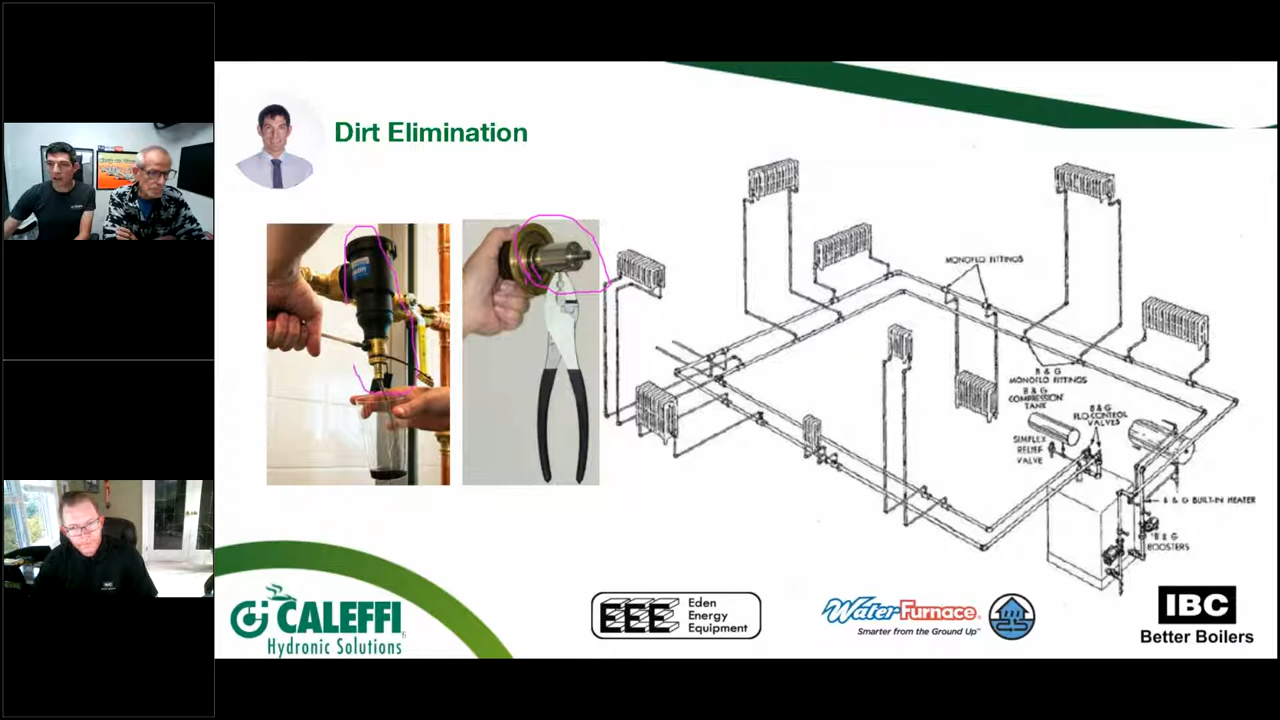 Dirt Elimination
MONOFLO FITTINGS
B & G
MONOFLO FITTINGS
B & G
COMPRESSION
TANK
B & G
FLO-CONTROL
VALVES
SIMPLEX
RELIEF
VALVE
B & G BUILT-IN HEATER
B & G
BOOSTERS
CALEFFI
Hydronic Solutions
EEE
Eden
Energy
Equipment
WaterFurnace
Smarter from the Ground Up™
IBC
Better Boilers